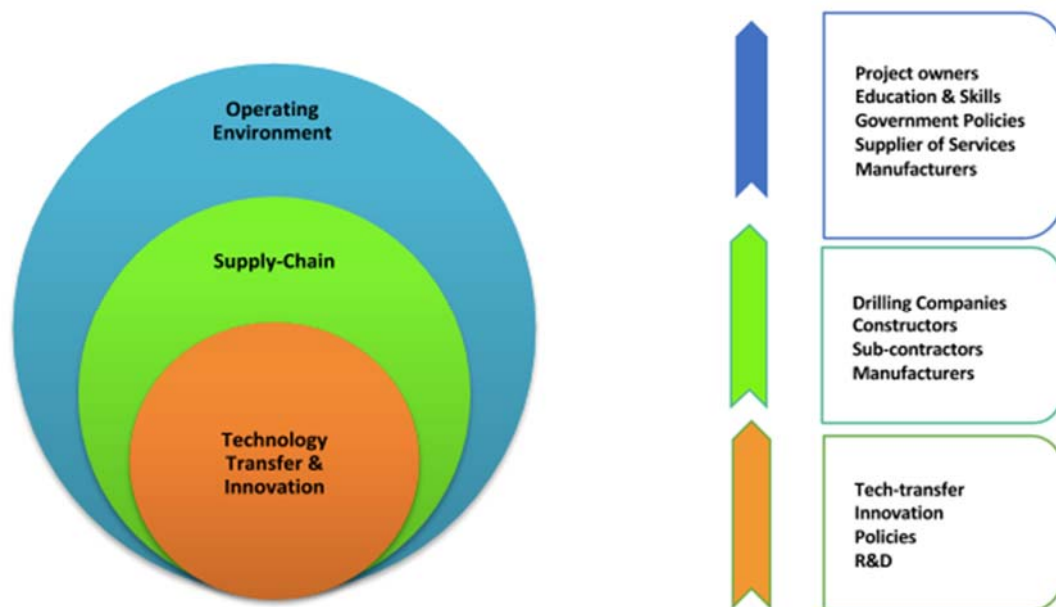 Operating
Environment
Supply-Chain
Technology
Transfer &
Innovation
Project owners
Education & Skills
Government Policies
Supplier of Services
Manufacturers
Drilling Companies
Constructors
Sub-contractors
Manufacturers
Tech-transfer
Innovation
Policies
R&D